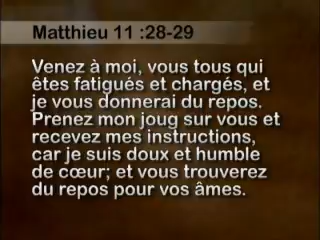 Matthieu 11 :28-29
Venez à moi, vous tous qui
êtes fatigués et chargés, et
je vous donnerai du repos.
Prenez mon joug sur vous et
recevez mes instructions,
car je suis doux et humble
de cœur; et vous trouverez
du repos pour vos âmes.